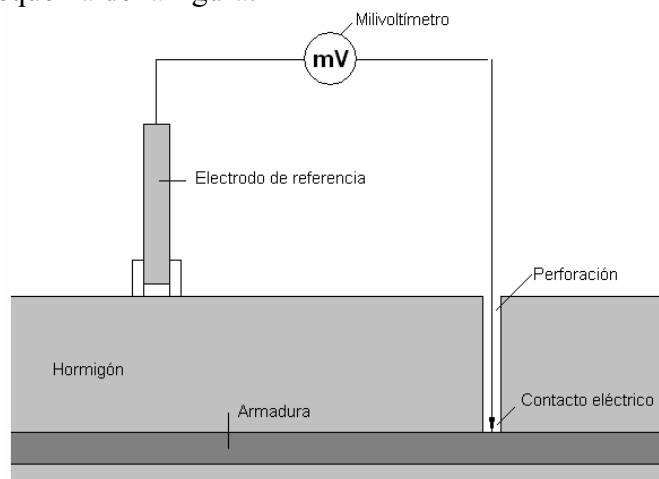 Milivoltímetro
mV
Electrodo de referencia
Perforación
Hormigón
Contacto eléctrico
Armadura